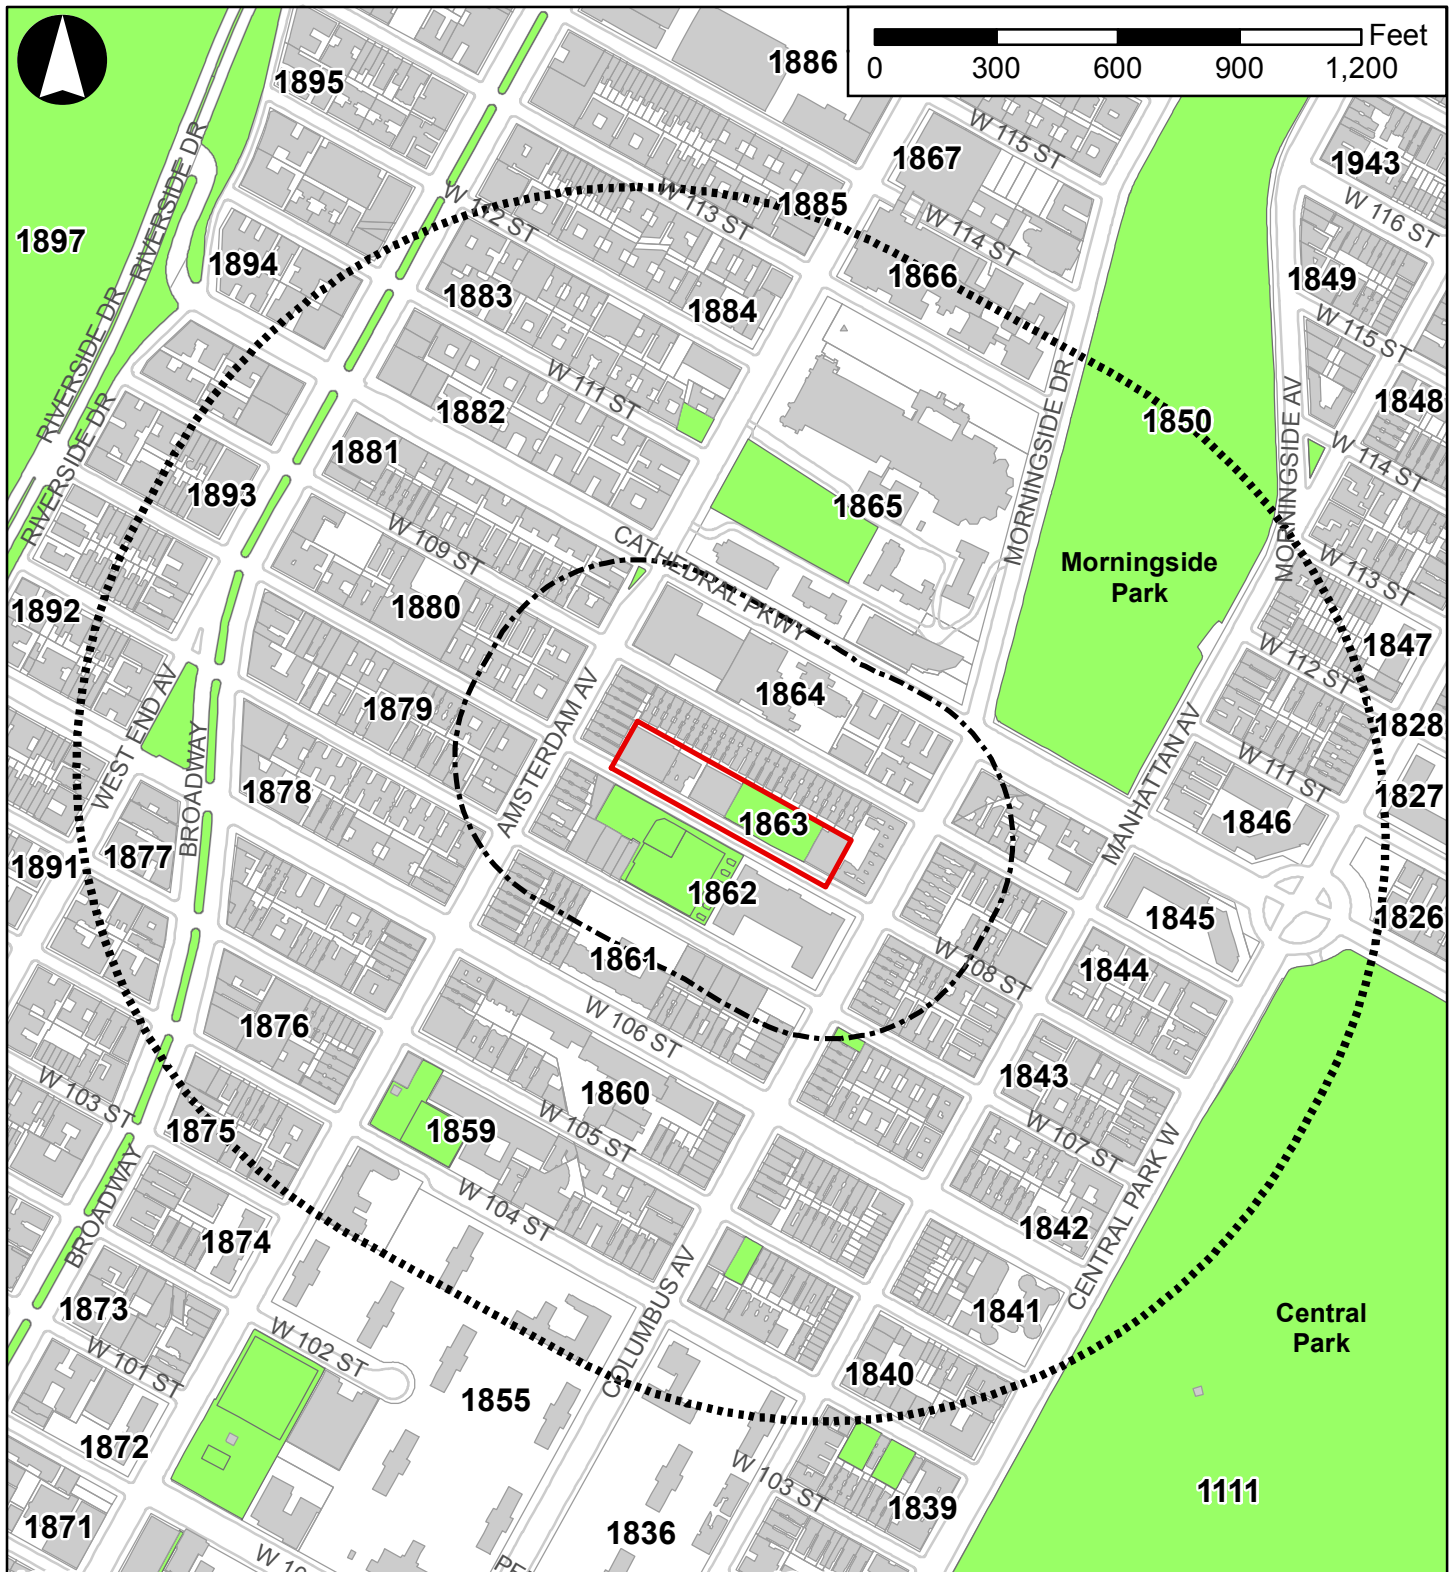 Feet
0 300 600 900 1,200
1886
1895
W 115 ST
1867
1943
W 116 ST
RIVERSIDE DR
W 112 ST
W 113 ST
1885
W 114 ST
1897
1894
1866
1849
1883
1884
RIVERSIDE DR
W 115 ST
W 111 ST
1882
1850
1848
RIVERSIDE DR
MORNINGSIDE DR
MORNINGSIDE AV
1881
W 114 ST
1893
1865
W 109 ST
CATHEDRAL PKWY
Morningside
Park
W 113 ST
1892
1880
1847
W 112 ST
1864
1879
WEST END AV
AMSTERDAM AV
MANHATTAN AV
1828
BROADWAY
1878
W 111 ST
1827
1863
1846
1877
1891
1862
1845
1826
1861
W 108 ST
1844
1876
W 106 ST
1843
1860
W 103 ST
1875
1859
W 105 ST
W 107 ST
CENTRAL PARK W
BROADWAY
W 104 ST
1874
1842
COLUMBUS AV
1873
1841
Central
Park
W 102 ST
W 101 ST
1840
1855
1872
W 103 ST
1111
1839
1871
1836
W 10